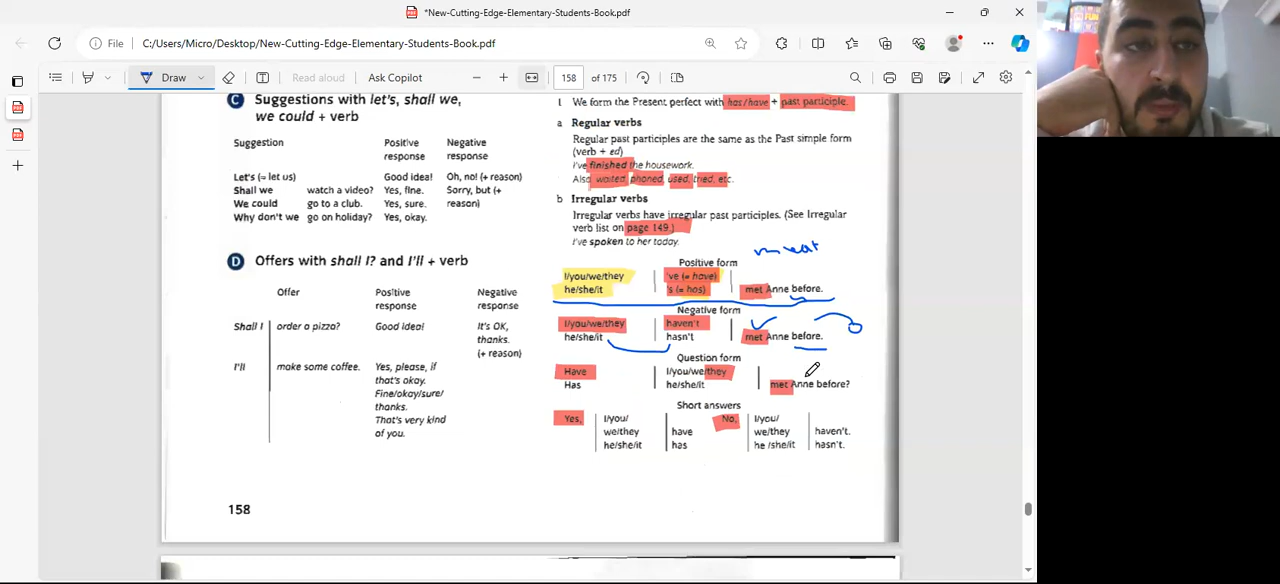 *New-Cutting-Edge-Elementary-Students-Book.pdf
File C:/Users/Micro/Desktop/New-Cutting-Edge-Elementary-Students-Book.pdf
Draw Read aloud Ask Copilot 158 of 175
C Suggestions with let's, shall we, we could + verb
Suggestion Positive response Negative response
Let's (= let us) Good idea! Oh, no! (+ reason)
Shall we watch a video? Yes, fine. Sorry, but (+
We could go to a club. Yes, sure. reason)
Why don't we go on holiday? Yes, okay.
D Offers with shall I? and I'll + verb
Offer Positive response Negative response
Shall I order a pizza? Good idea! It's OK, thanks. (+ reason)
I'll make some coffee. Yes, please, if that's okay.
Fine/okay/sure/
thanks.
That's very kind
of you.
158
1 We form the Present perfect with has/have + past participle.
a Regular verbs
Regular past participles are the same as the Past simple form
(verb + ed)
I've finished the housework.
Also waited, phoned, used, tried, etc.
b Irregular verbs
Irregular verbs have irregular past participles. (See Irregular
verb list on page 149.)
I've spoken to her today.
Positive form
I/you/we/they 've (= have)
he/she/it 's (= has) met Anne before.
Negative form
I/you/we/they haven't
he/she/it hasn't met Anne before.
Question form
Have I/you/we/they
Has he/she/it met Anne before?
Short answers
Yes, I/you/ No, I/you/
we/they have we/they haven't.
he/she/it has he /she/it hasn't.